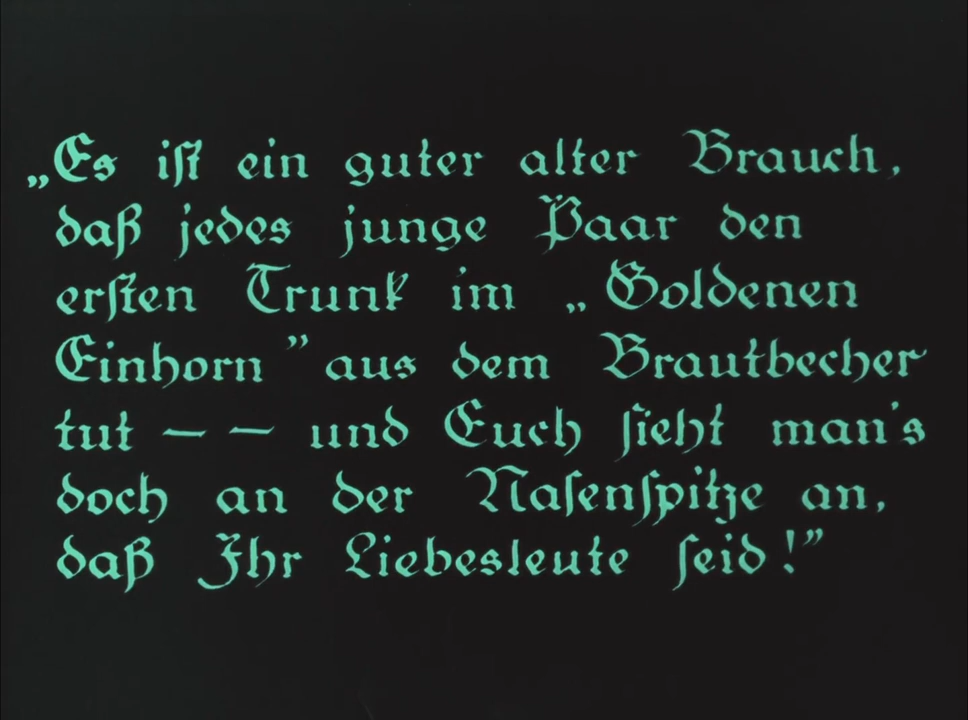 „Es iſt ein guter alter Brauch,
daß jedes junge Paar den
erſten Trunk im „Goldenen
Einhorn” aus dem Brautbecher
tut — — und Euch ſieht man's
doch an der Naſenſpitze an,
daß Ihr Liebesleute ſeid!”